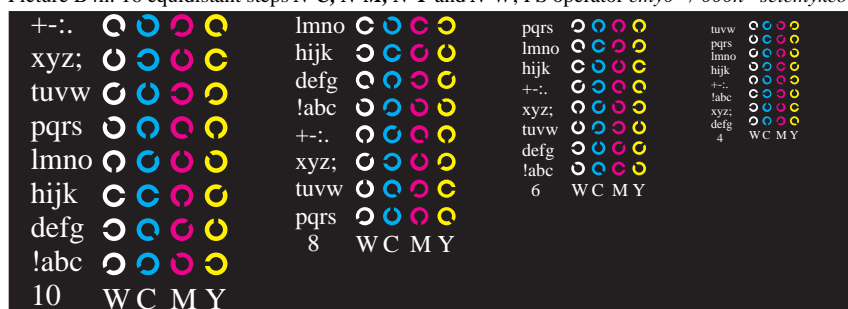 +-:.
xyz;
tuvw
pqrs
lmno
hijk
defg
!abc
10 W C M Y
lmno
hijk
defg
!abc
+-:.
xyz;
tuvw
pqrs
8 W C M Y
pqrs
lmno
hijk
+-:.
xyz;
tuvw
defg
!abc
6 W C M Y
tuvw
pqrs
lmno
hijk
+-:.
!abc
xyz;
defg
4 W C M Y